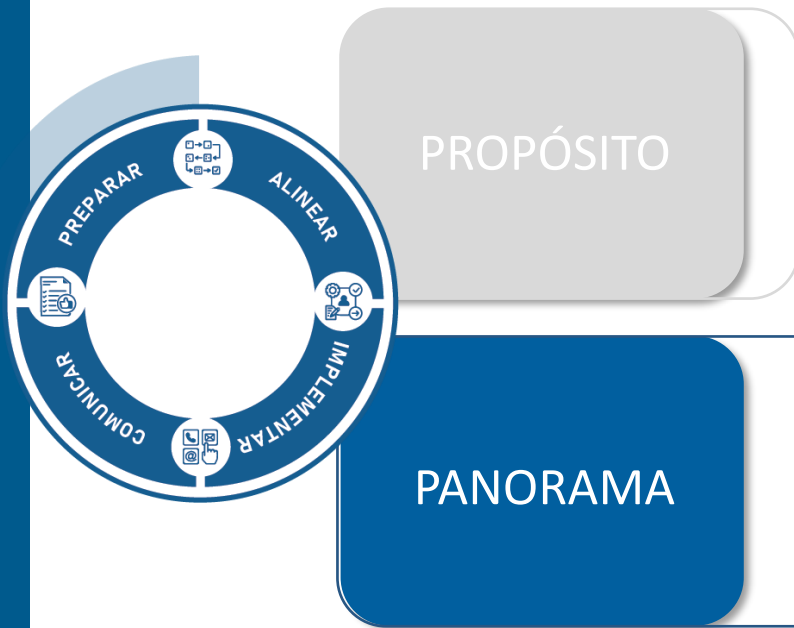 PROPÓSITO
PREPARAR
ALINEAR
COMUNICAR
IMPLEMENTAR
PANORAMA
@